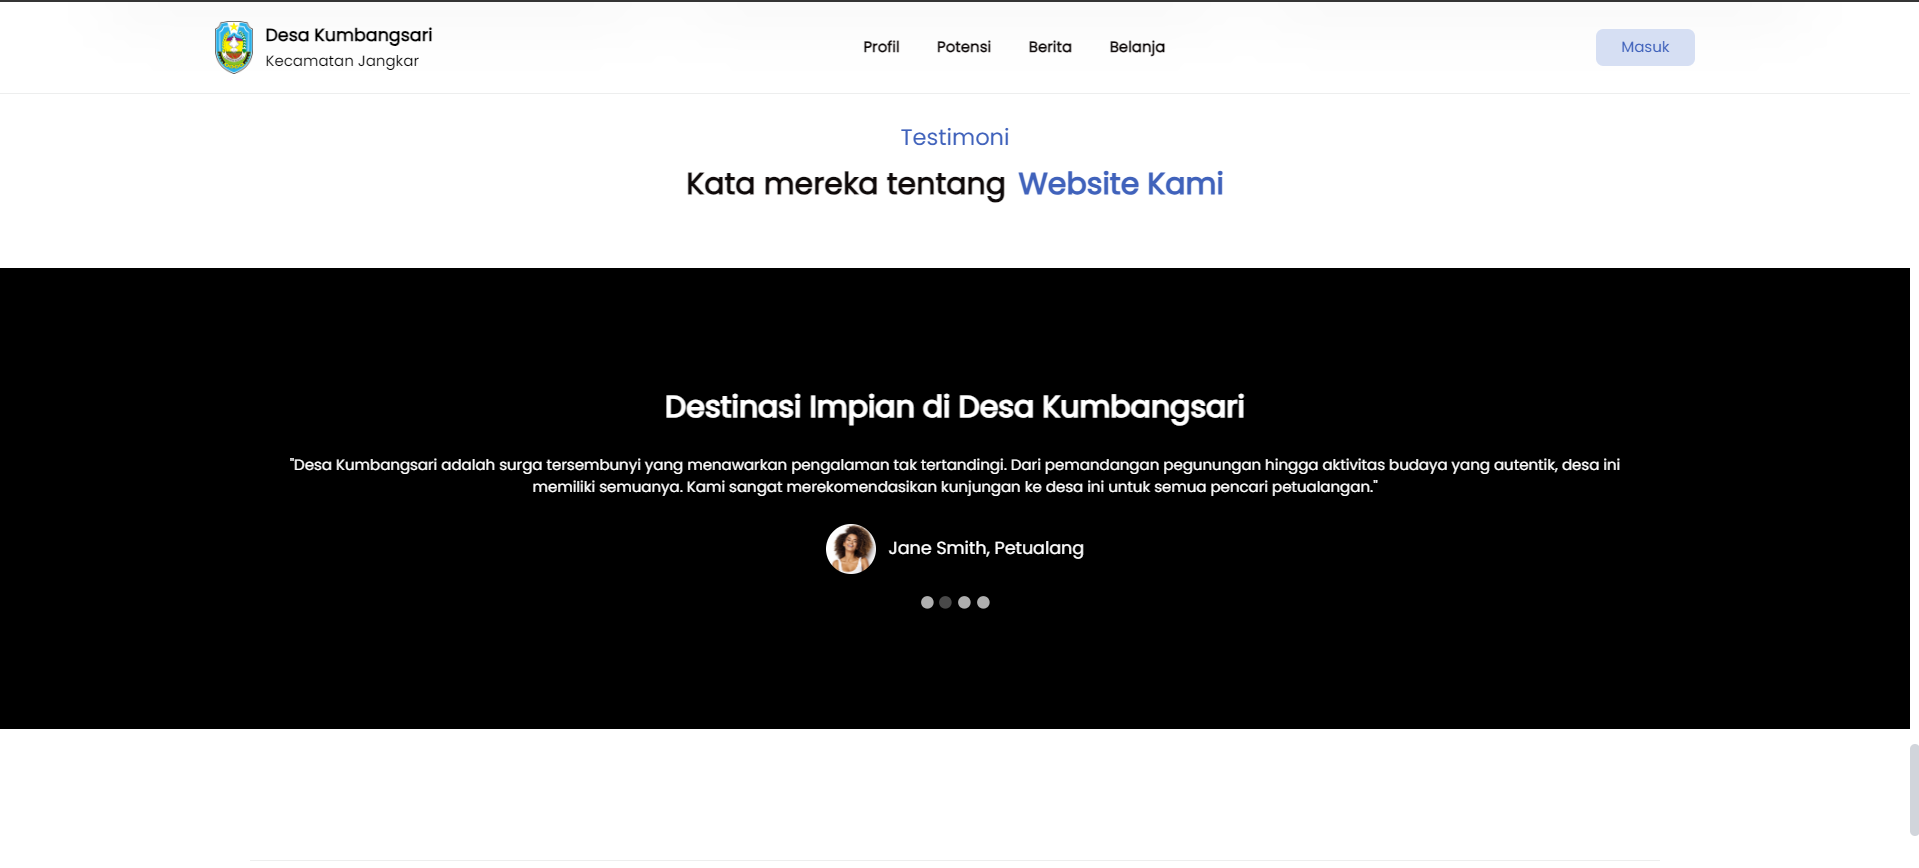 Desa Kumbangsari
Kecamatan Jangkar
Profil
Potensi
Berita
Belanja
Masuk
Testimoni
Kata mereka tentang Website Kami
Destinasi Impian di Desa Kumbangsari
"Desa Kumbangsari adalah surga tersembunyi yang menawarkan pengalaman tak tertandingi. Dari pemandangan pegunungan hingga aktivitas budaya yang autentik, desa ini
memiliki semuanya. Kami sangat merekomendasikan kunjungan ke desa ini untuk semua pencari petualangan."
Jane Smith, Petualang